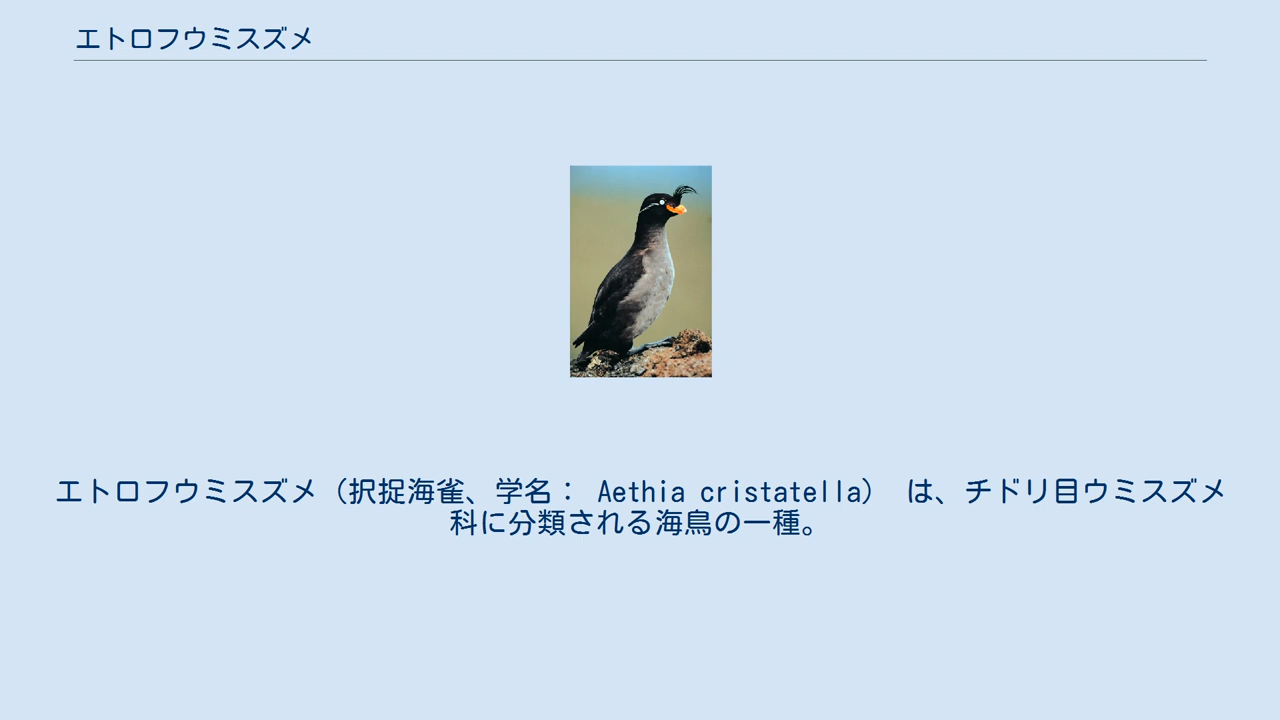 エトロフウミスズメ
エトロフウミスズメ（択捉海雀、学名： Aethia cristatella） は、チドリ目ウミスズメ
科に分類される海鳥の一種。